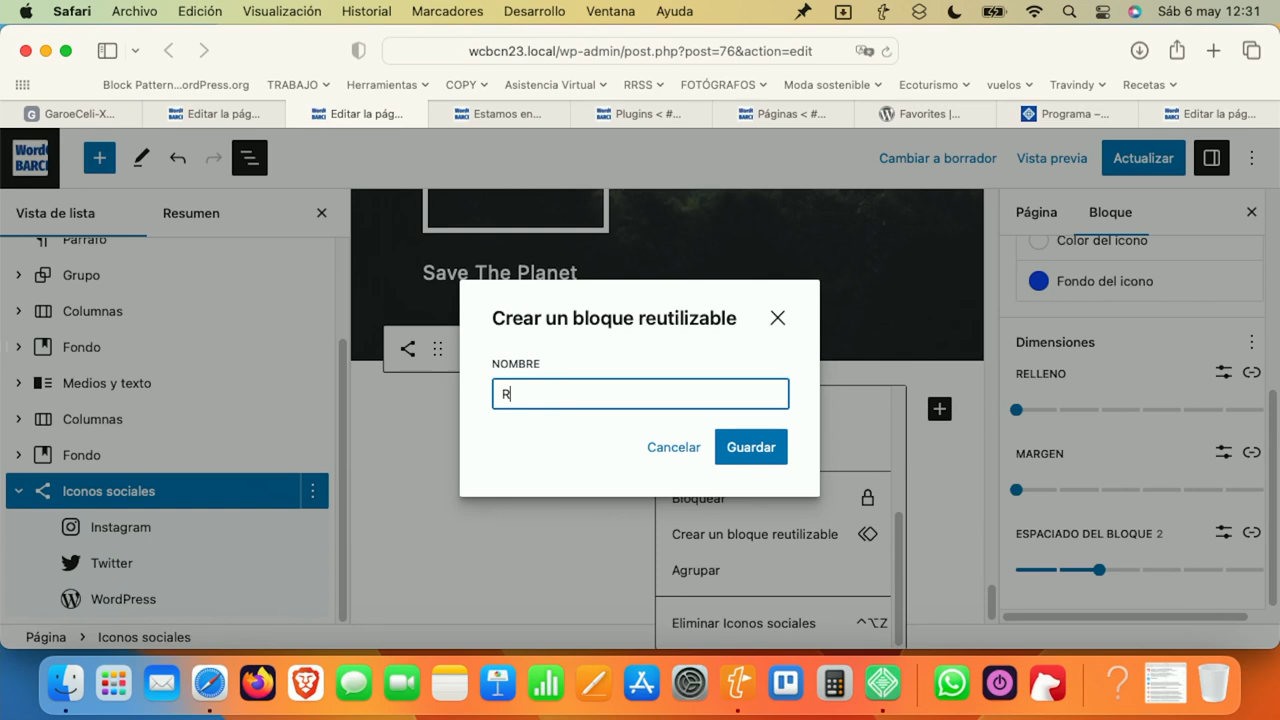 Safari Archivo Edición Visualización Historial Marcadores Desarrollo Ventana Ayuda Sáb 6 may 12:31
wcbcn23.local/wp-admin/post.php?post=76&action=edit
Block Pattern...ordPress.org TRABAJO Herramientas COPY Asistencia Virtual RRSS FOTÓGRAFOS Moda sostenible Ecoturismo vuelos Travindy Recetas
G GaroeCeli-X... Editar la pág... Editar la pág... Estamos en... Plugins < #... Páginas < #... Favorites |... Programa –... Editar la pág...
Cambiar a borrador Vista previa Actualizar
Vista de lista Resumen Página Bloque
Párrafo
Color del icono
Grupo
Fondo del icono
Columnas
Fondo
Medios y texto
Columnas
Fondo
Iconos sociales
Instagram
Twitter
WordPress
Save The Planet
Crear un bloque reutilizable
NOMBRE
R
Cancelar Guardar
Bloquear
Crear un bloque reutilizable
Agrupar
Eliminar Iconos sociales ^⌥Z
Dimensiones
RELLENO
MARGEN
ESPACIADO DEL BLOQUE 2
Página > Iconos sociales